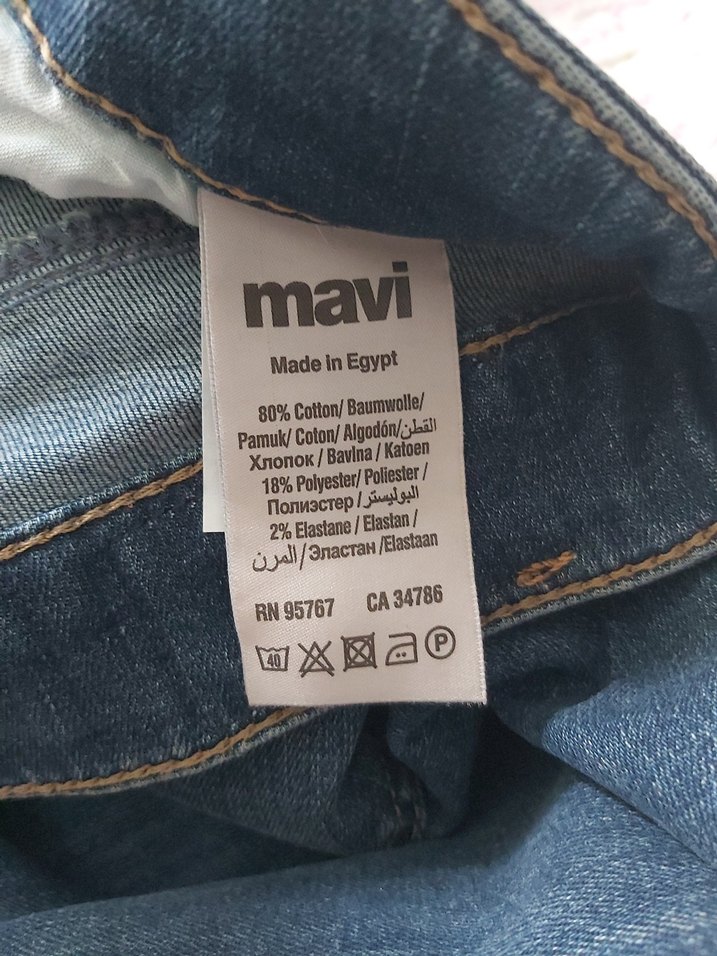 mavi
Made in Egypt
80% Cotton/ Baumwolle/
Pamuk/ Coton/ Algodón/القطن
Хлопок / Bavlna / Katoen
18% Polyester/ Poliester /
Полиэстер /البوليستر
2% Elastane / Elastan /
المرن/Эластан /Elastaan
RN 95767 CA 34786
40 P